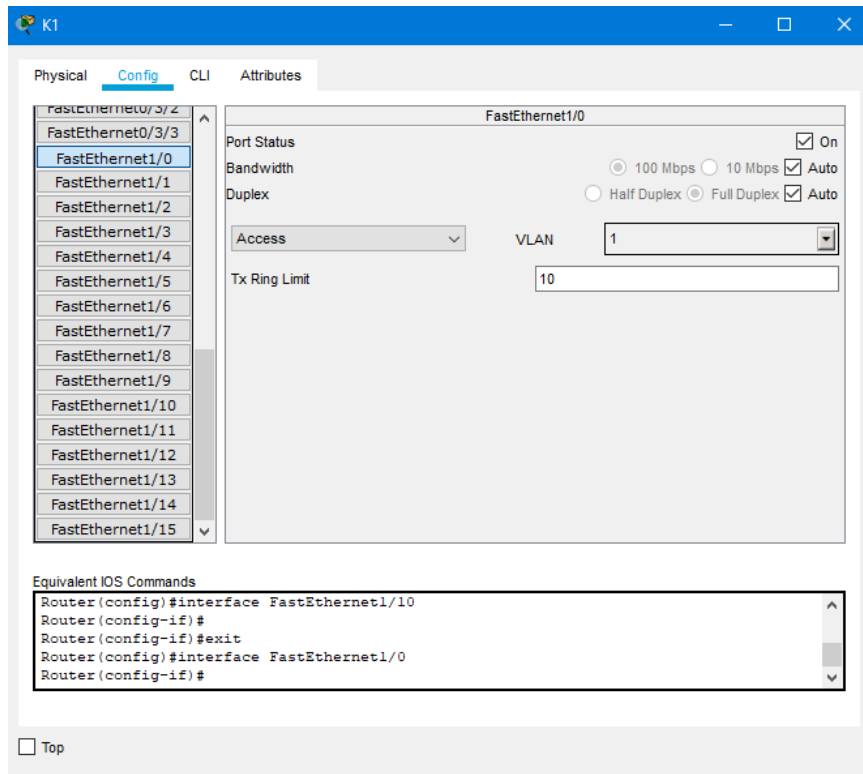 K1
Physical Config CLI Attributes
FastEthernet0/3/2
FastEthernet0/3/3
FastEthernet1/0
FastEthernet1/1
FastEthernet1/2
FastEthernet1/3
FastEthernet1/4
FastEthernet1/5
FastEthernet1/6
FastEthernet1/7
FastEthernet1/8
FastEthernet1/9
FastEthernet1/10
FastEthernet1/11
FastEthernet1/12
FastEthernet1/13
FastEthernet1/14
FastEthernet1/15
FastEthernet1/0
Port Status On
Bandwidth 100 Mbps 10 Mbps Auto
Duplex Half Duplex Full Duplex Auto
Access VLAN 1
Tx Ring Limit 10
Equivalent IOS Commands
Router(config)#interface FastEthernet1/10
Router(config-if)#
Router(config-if)#exit
Router(config)#interface FastEthernet1/0
Router(config-if)#
Top